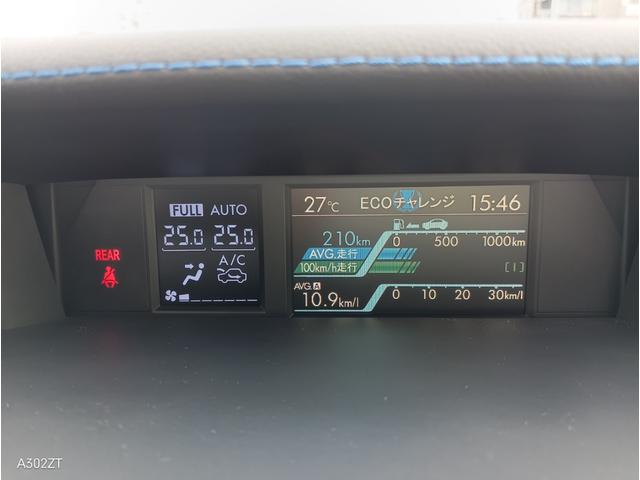 REAR
FULL AUTO
25.0 25.0
A/C
27℃ ECOチャレンジ 15:46
210km
0 500 1000km
AVG.走行
100km/h走行
[ I ]
AVG. A
10.9km/l
0 10 20 30km/l
A302ZT